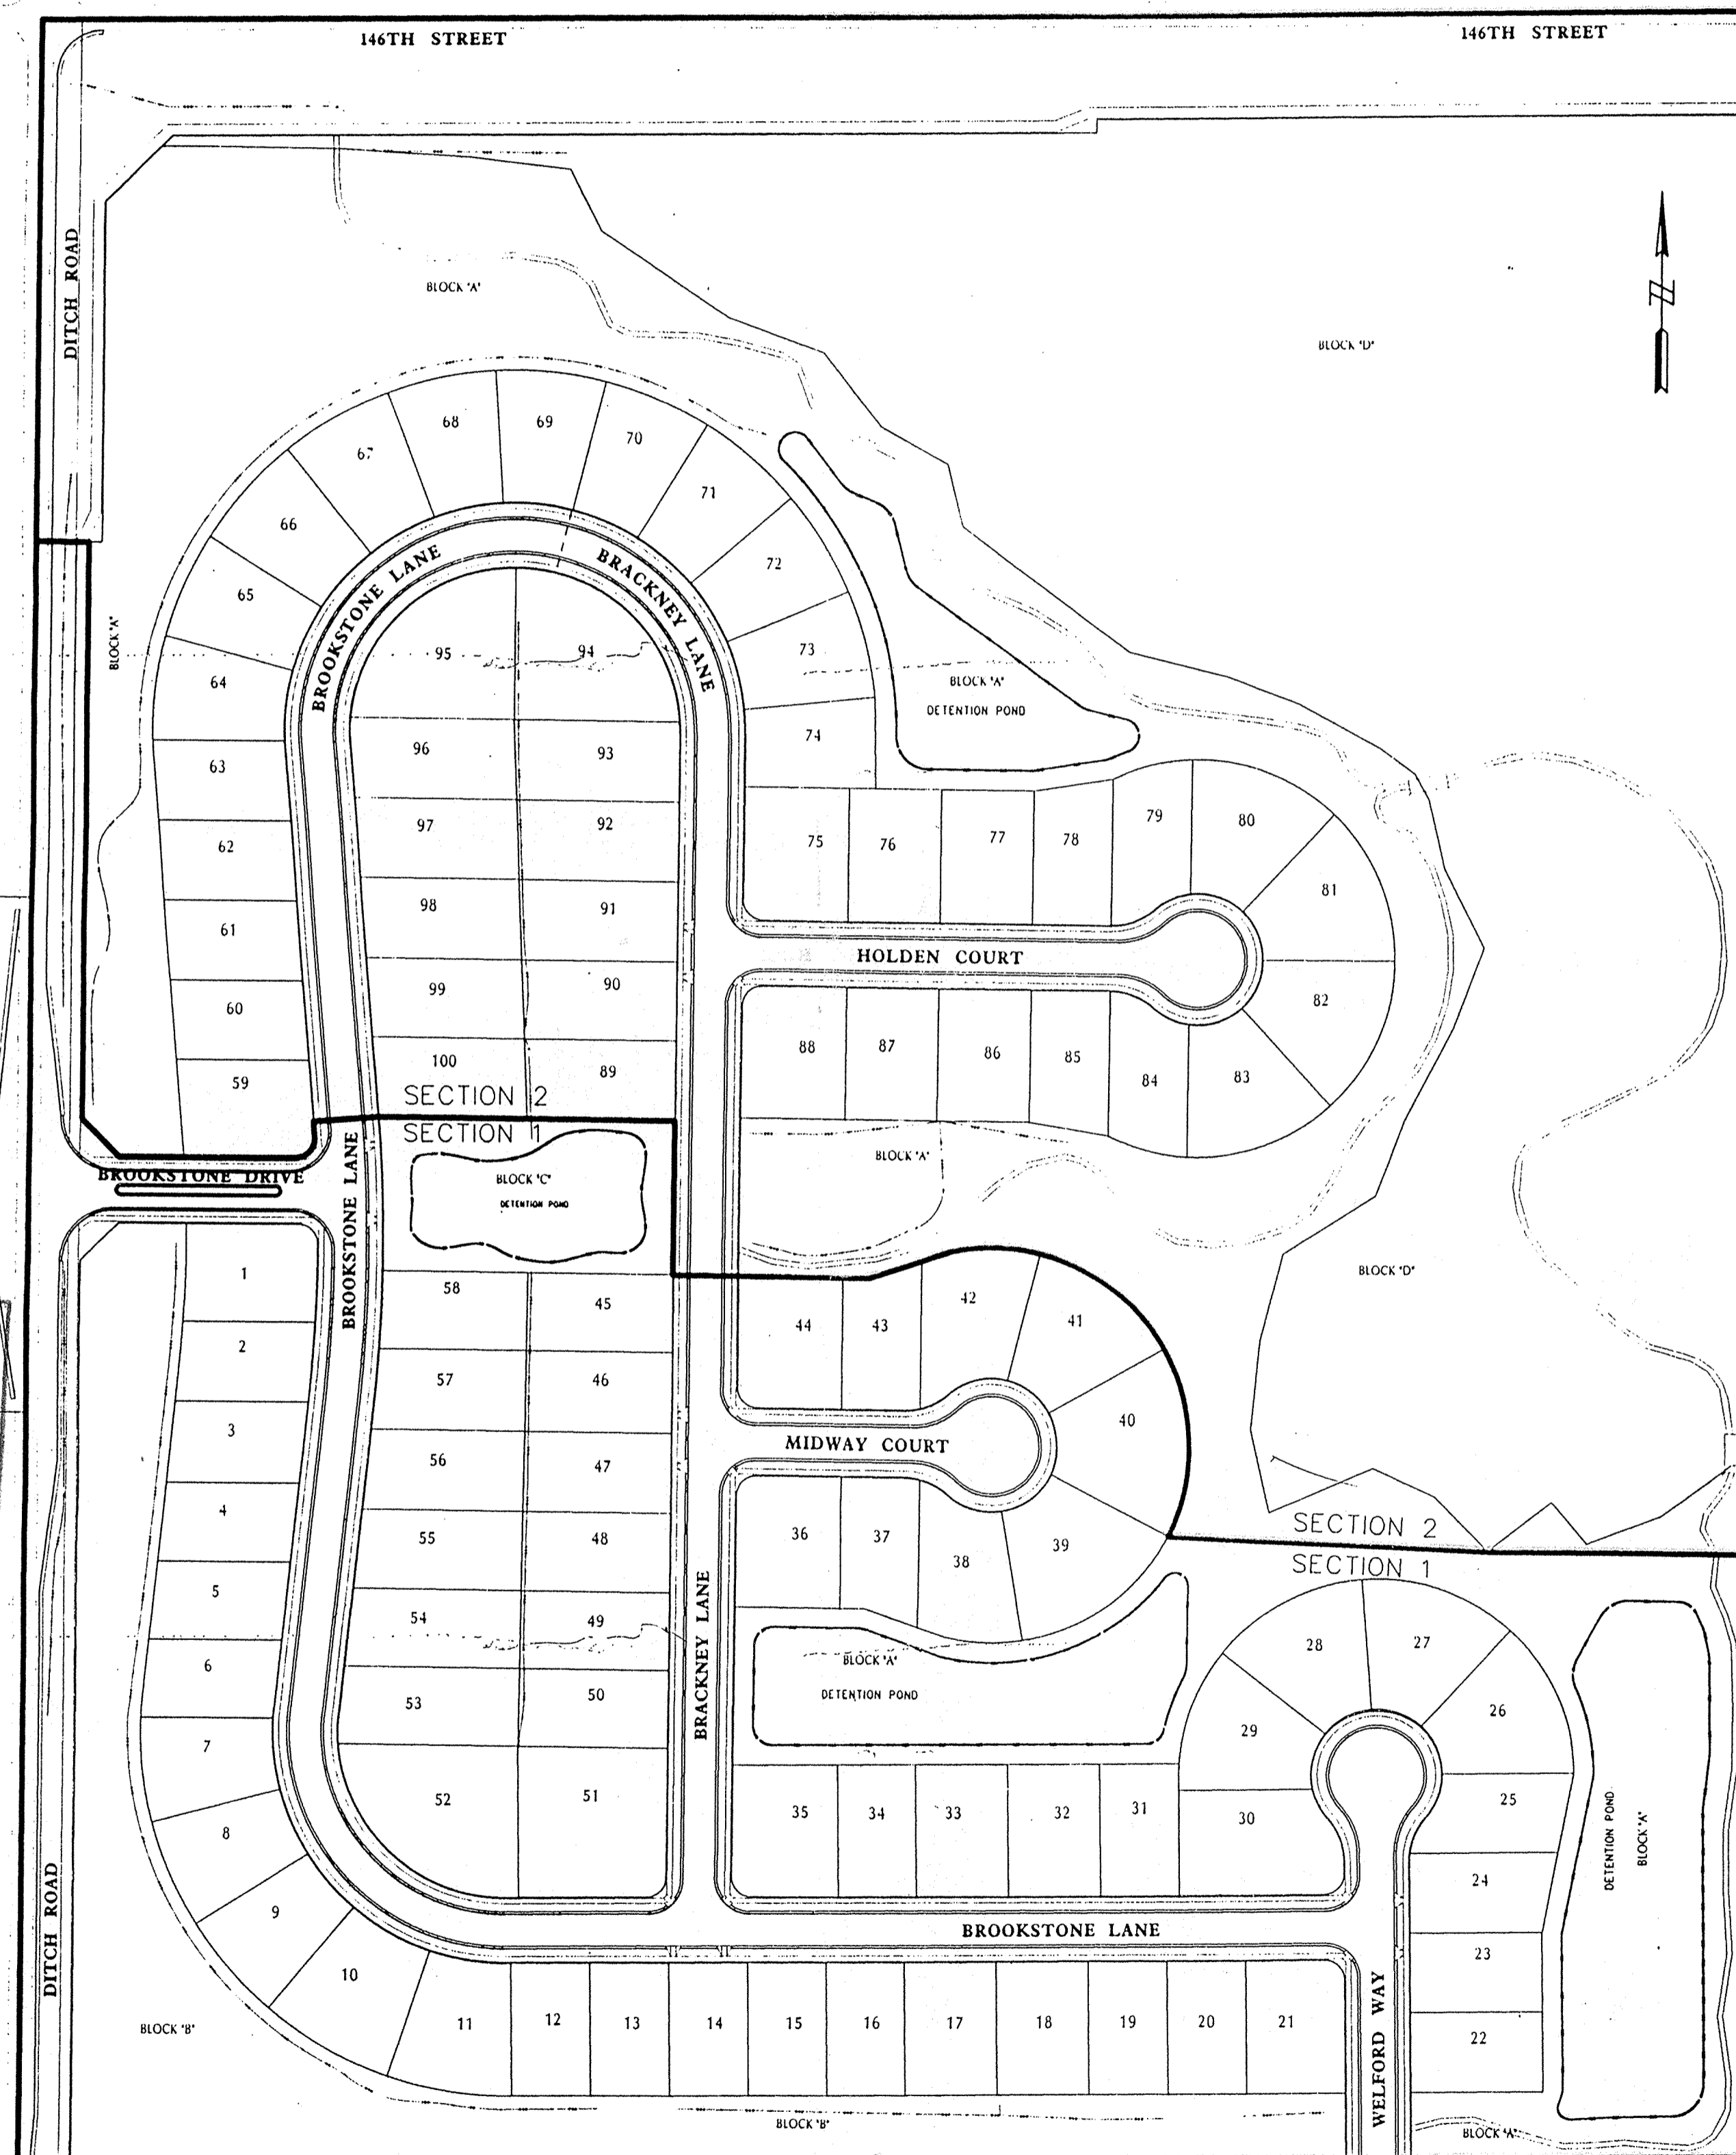 146TH STREET
146TH STREET
DITCH ROAD
N
BLOCK "A"
BLOCK "D"
68
69
67
70
71
66
72
65
BROOKSTONE LANE
BRACKNEY LANE
BLOCK "A"
95
94
73
64
BLOCK "A"
DETENTION POND
74
96
93
63
97
92
62
75
76
77
78
79
80
98
91
81
61
HOLDEN COURT
99
90
82
60
100
89
88
87
86
85
84
83
59
SECTION 2
SECTION 1
BROOKSTONE DRIVE
BROOKSTONE LANE
BLOCK "C"
DETENTION POND
BLOCK "A"
BLOCK "D"
1
58
45
44
43
42
41
2
57
46
40
3
MIDWAY COURT
56
47
4
55
48
36
37
38
39
SECTION 2
SECTION 1
5
54
49
BRACKNEY LANE
28
27
6
BLOCK "A"
DETENTION POND
53
50
26
7
29
52
51
35
34
33
32
31
30
25
8
DETENTION POND
BLOCK "A"
24
9
DITCH ROAD
BROOKSTONE LANE
23
10
WELFORD WAY
11
12
13
14
15
16
17
18
19
20
21
22
BLOCK "B"
BLOCK "B"
BLOCK "A"